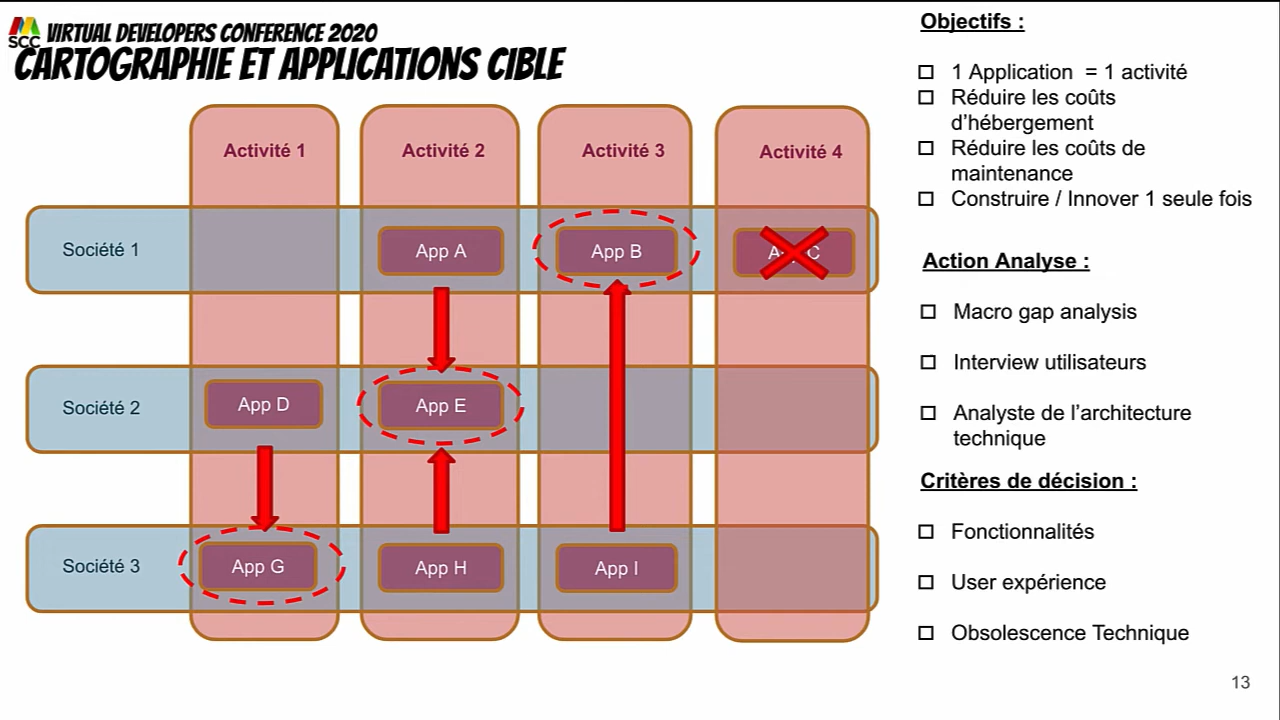 SCC VIRTUAL DEVELOPERS CONFERENCE 2020
CARTOGRAPHIE ET APPLICATIONS CIBLE
Activité 1
Activité 2
Activité 3
Activité 4
Société 1
App A
App B
Société 2
App D
App E
Société 3
App G
App H
App I
Objectifs :
1 Application = 1 activité
Réduire les coûts
d’hébergement
Réduire les coûts de
maintenance
Construire / Innover 1 seule fois
Action Analyse :
Macro gap analysis
Interview utilisateurs
Analyste de l’architecture
technique
Critères de décision :
Fonctionnalités
User expérience
Obsolescence Technique
13